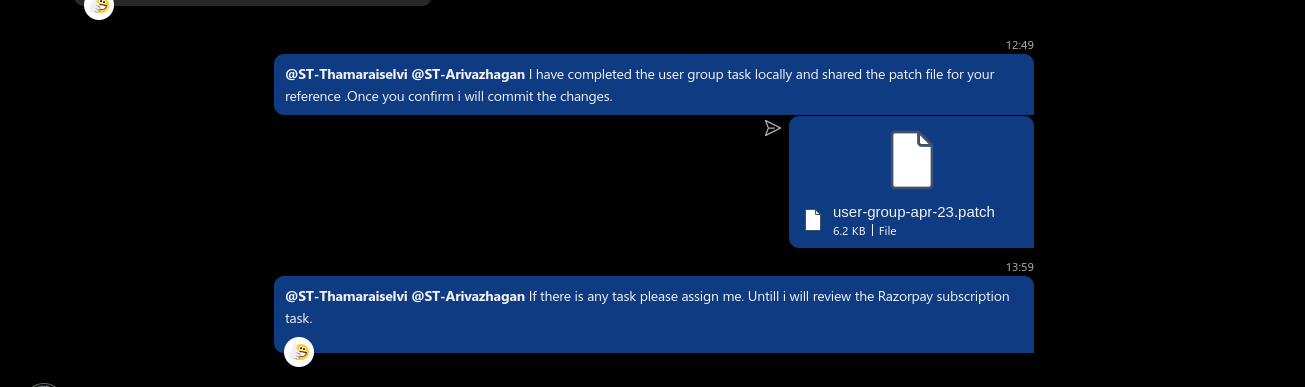 12:49
@ST-Thamaraiselvi @ST-Arivazhagan I have completed the user group task locally and shared the patch file for your
reference .Once you confirm i will commit the changes.
user-group-apr-23.patch
6.2 KB | File
13:59
@ST-Thamaraiselvi @ST-Arivazhagan If there is any task please assign me. Untill i will review the Razorpay subscription
task.